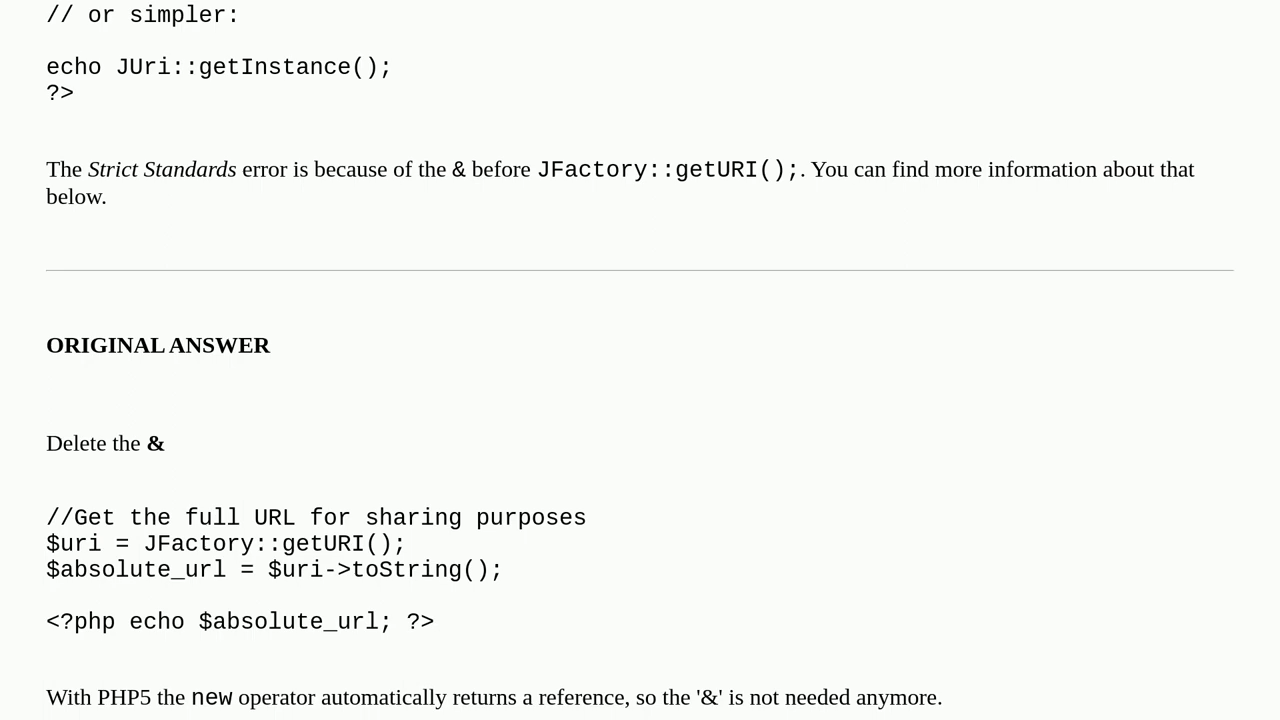 // or simpler:
echo JUri::getInstance();
?>
The Strict Standards error is because of the & before JFactory::getURI();. You can find more information about that
below.
ORIGINAL ANSWER
Delete the &
//Get the full URL for sharing purposes
$uri = JFactory::getURI();
$absolute_url = $uri->toString();
<?php echo $absolute_url; ?>
With PHP5 the new operator automatically returns a reference, so the '&' is not needed anymore.